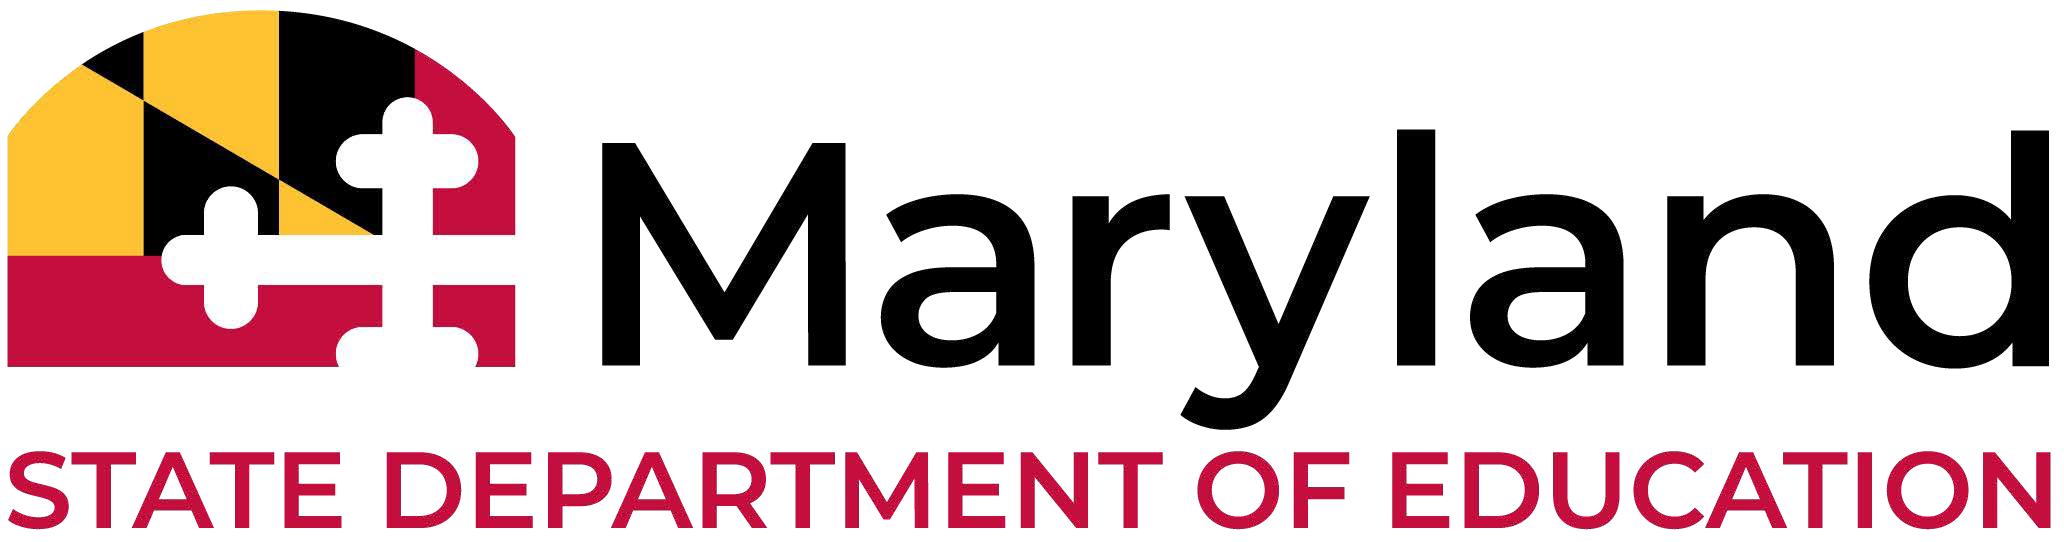 Maryland
STATE DEPARTMENT OF EDUCATION